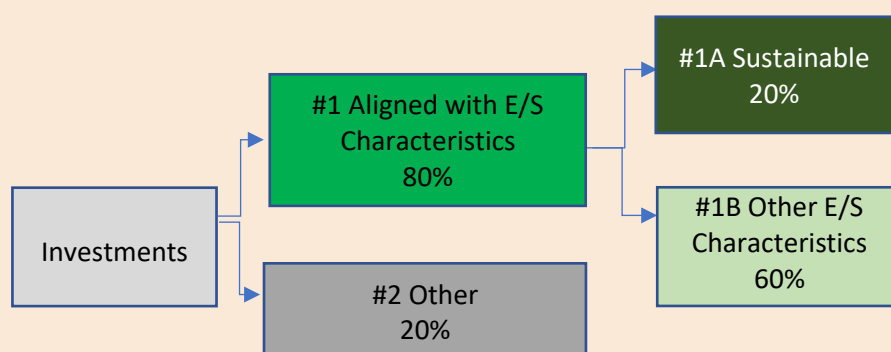 Investments
#1 Aligned with E/S
Characteristics
80%
#2 Other
20%
#1A Sustainable
20%
#1B Other E/S
Characteristics
60%